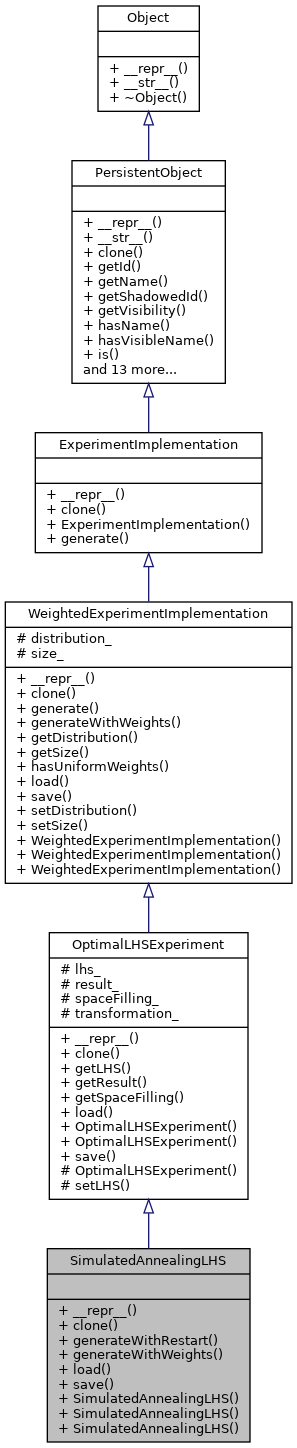 Object
+ __repr__()
+ __str__()
+ ~Object()
PersistentObject
+ __repr__()
+ __str__()
+ clone()
+ getId()
+ getName()
+ getShadowedId()
+ getVisibility()
+ hasName()
+ hasVisibleName()
+ is()
and 13 more...
ExperimentImplementation
+ __repr__()
+ clone()
+ ExperimentImplementation()
+ generate()
WeightedExperimentImplementation
# distribution_
# size_
+ __repr__()
+ clone()
+ generate()
+ generateWithWeights()
+ getDistribution()
+ getSize()
+ hasUniformWeights()
+ load()
+ save()
+ setDistribution()
+ setSize()
+ WeightedExperimentImplementation()
+ WeightedExperimentImplementation()
+ WeightedExperimentImplementation()
OptimalLHSExperiment
# lhs_
# result_
# spaceFilling_
# transformation_
+ __repr__()
+ clone()
+ getLHS()
+ getResult()
+ getSpaceFilling()
+ load()
+ OptimalLHSExperiment()
+ OptimalLHSExperiment()
+ save()
# OptimalLHSExperiment()
# setLHS()
SimulatedAnnealingLHS
+ __repr__()
+ clone()
+ generateWithRestart()
+ generateWithWeights()
+ load()
+ save()
+ SimulatedAnnealingLHS()
+ SimulatedAnnealingLHS()
+ SimulatedAnnealingLHS()